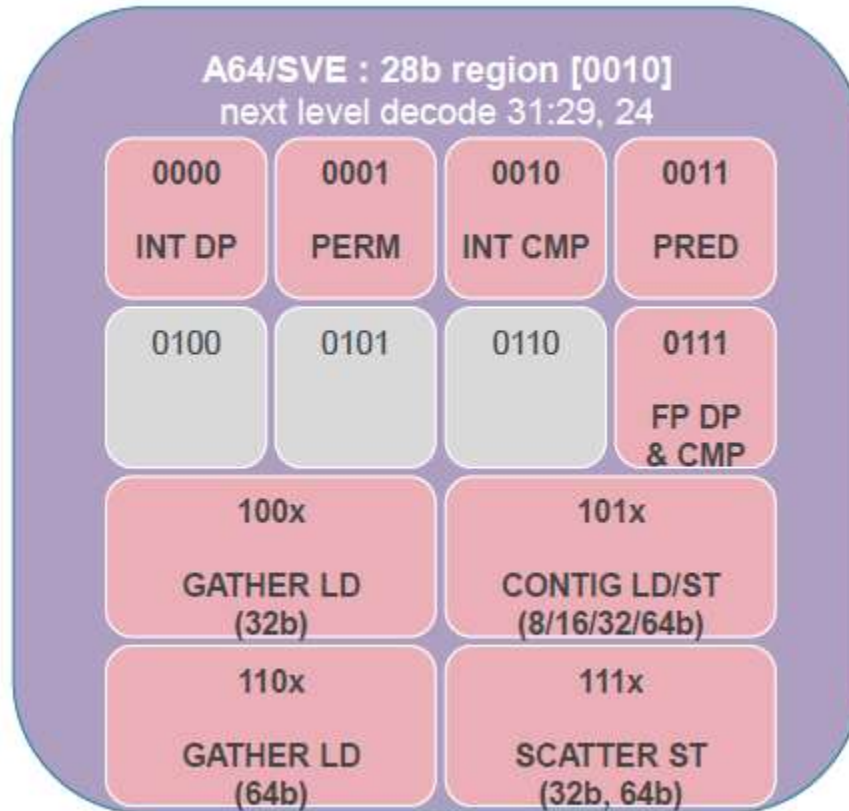 A64/SVE : 28b region [0010]
next level decode 31:29, 24
0000
INT DP
0001
PERM
0010
INT CMP
0011
PRED
0100
0101
0110
0111
FP DP
& CMP
100x
GATHER LD
(32b)
101x
CONTIG LD/ST
(8/16/32/64b)
110x
GATHER LD
(64b)
111x
SCATTER ST
(32b, 64b)